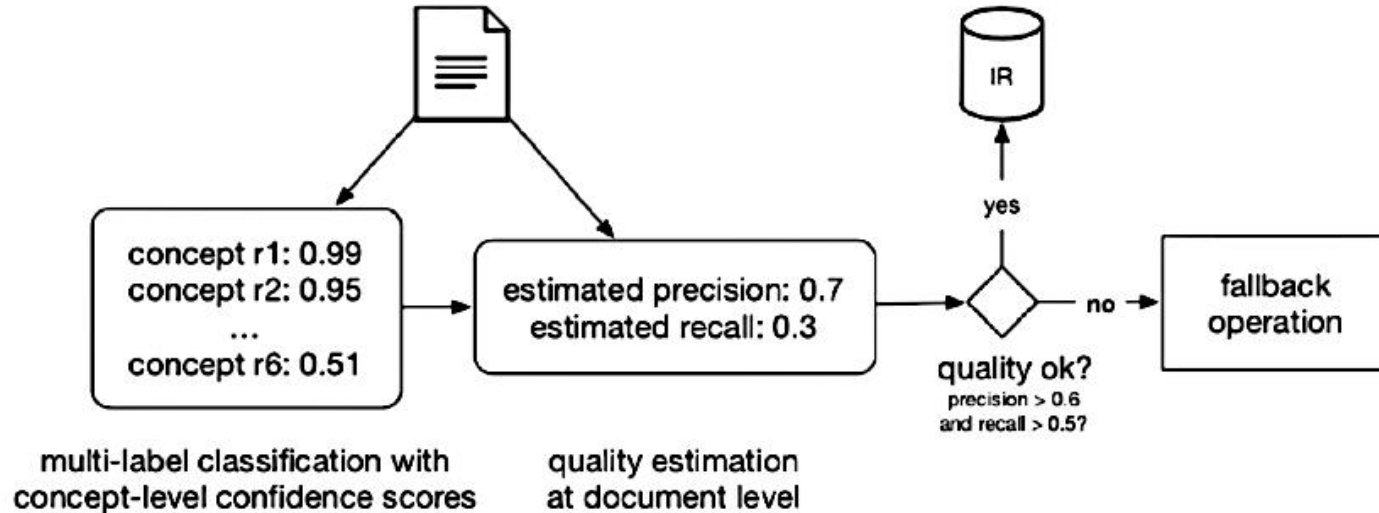 IR
yes
concept r1: 0.99
concept r2: 0.95
...
concept r6: 0.51
estimated precision: 0.7
estimated recall: 0.3
no
fallback
operation
quality ok?
precision > 0.6
and recall > 0.5?
multi-label classification with
concept-level confidence scores
quality estimation
at document level